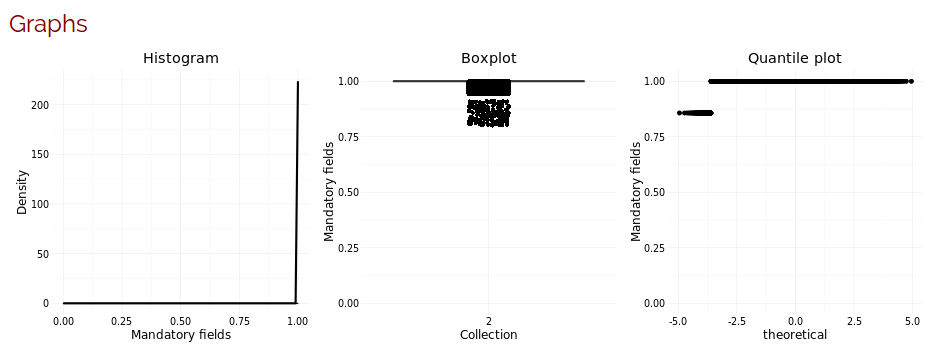 Graphs
Histogram
Density
200
150
100
50
0
0.00 0.25 0.50 0.75 1.00
Mandatory fields
Boxplot
Mandatory fields
1.00
0.75
0.50
0.25
0.00
2
Collection
Quantile plot
Mandatory fields
1.00
0.75
0.50
0.25
0.00
-5.0 -2.5 0.0 2.5 5.0
theoretical